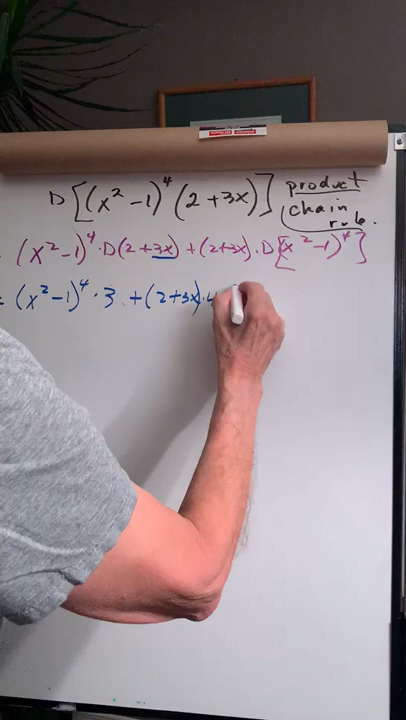 D[(x²-1)⁴(2+3x)] product
chain
rule.
= (x²-1)⁴·D(2+3x)+(2+3x)·D[(x²-1)⁴]
= (x²-1)⁴·3 +(2+3x)·4